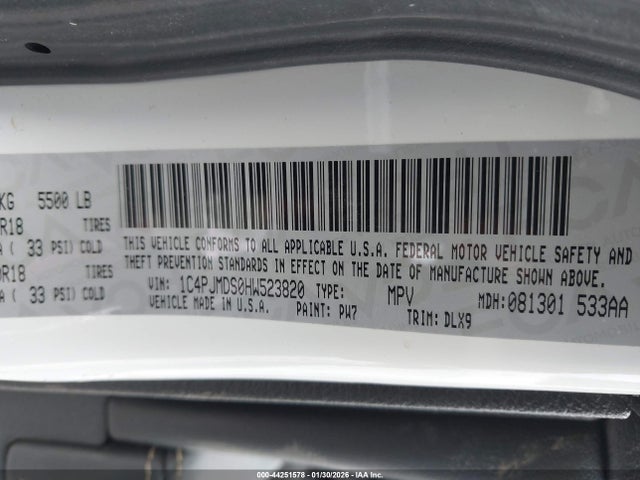 KG 5500 LB
R18 TIRES
A ( 33 PSI) COLD
R18 TIRES
A ( 33 PSI) COLD
THIS VEHICLE CONFORMS TO ALL APPLICABLE U.S.A. FEDERAL MOTOR VEHICLE SAFETY AND
THEFT PREVENTION STANDARDS IN EFFECT ON THE DATE OF MANUFACTURE SHOWN ABOVE.
VIN: 1C4PJMDS0HW523820 TYPE: MPV MDH:081301 533AA
VEHICLE MADE IN U.S.A. PAINT: PW7 TRIM: DLX9
000-44251578 - 01/30/2026 - IAA Inc.